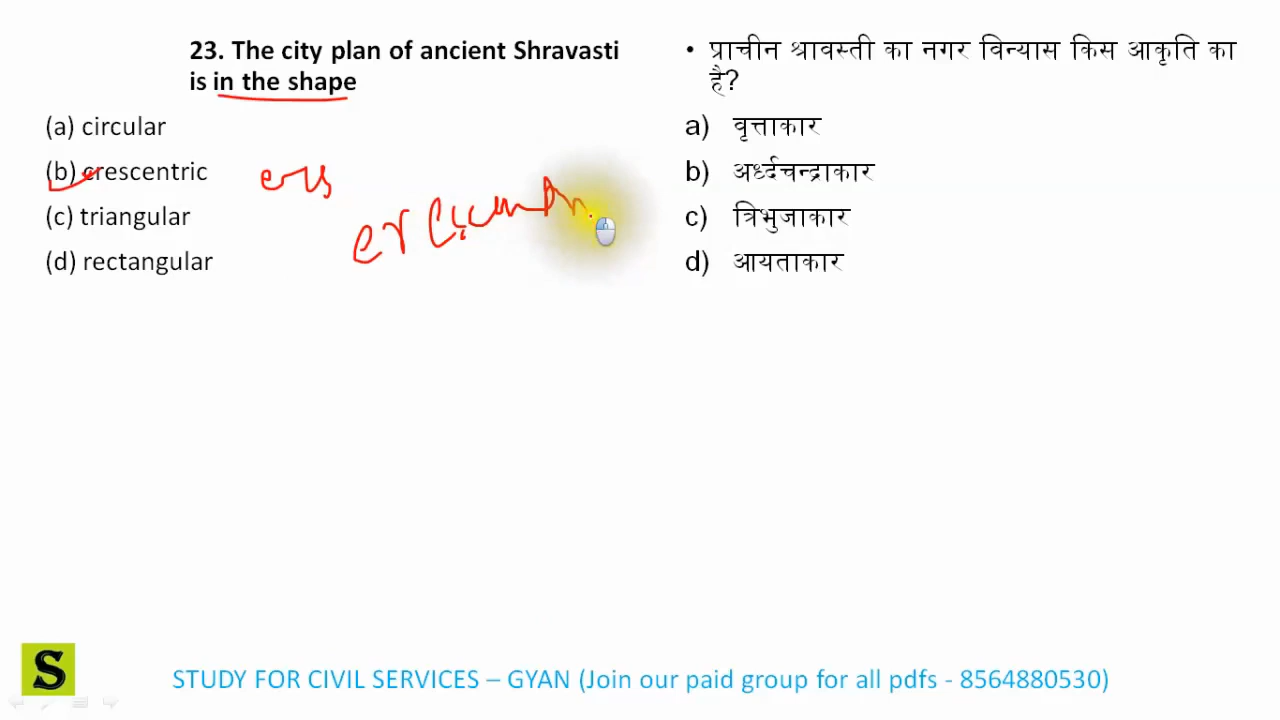 23. The city plan of ancient Shravasti
is in the shape
(a) circular
(b) crescentric
(c) triangular
(d) rectangular
• प्राचीन श्रावस्ती का नगर विन्यास किस आकृति का
है?
a) वृत्ताकार
b) अर्ध्दचन्द्राकार
c) त्रिभुजाकार
d) आयताकार
S
STUDY FOR CIVIL SERVICES – GYAN (Join our paid group for all pdfs - 8564880530)